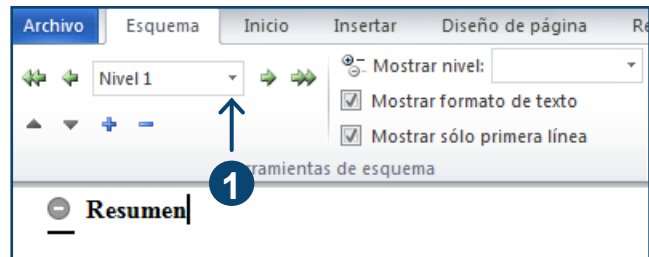 Archivo Esquema Inicio Insertar Diseño de página
Nivel 1 Mostrar nivel:
Mostrar formato de texto
Mostrar sólo primera línea
1
rramientas de esquema
Resumen